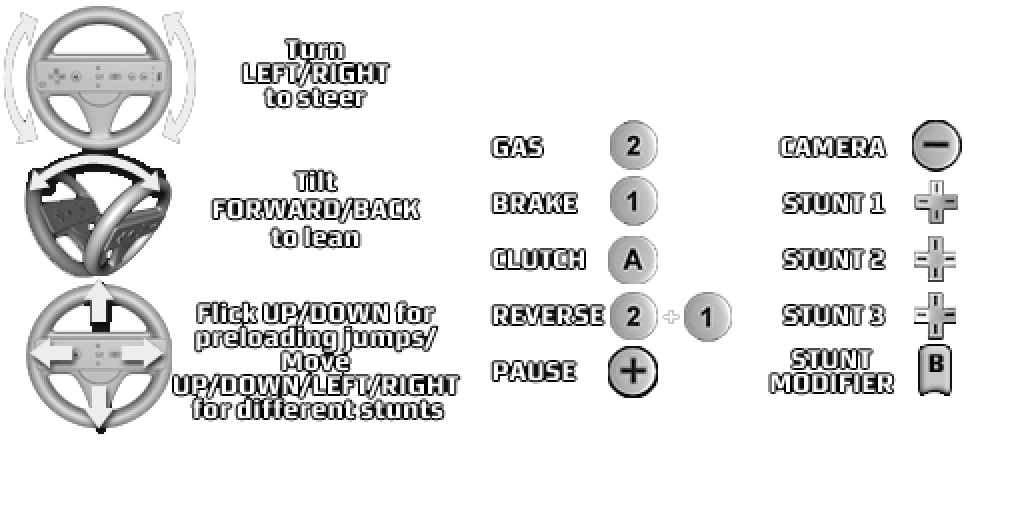 Turn
LEFT/RIGHT
to steer
Tilt
FORWARD/BACK
to lean
Flick UP/DOWN for
preloading jumps/
Move
UP/DOWN/LEFT/RIGHT
for different stunts
GAS 2
BRAKE 1
CLUTCH A
REVERSE 2 + 1
PAUSE +
CAMERA −
STUNT 1
STUNT 2
STUNT 3
STUNT
MODIFIER B